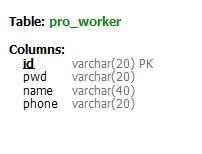 Table: pro_worker
Columns:
id varchar(20) PK
pwd varchar(20)
name varchar(40)
phone varchar(20)